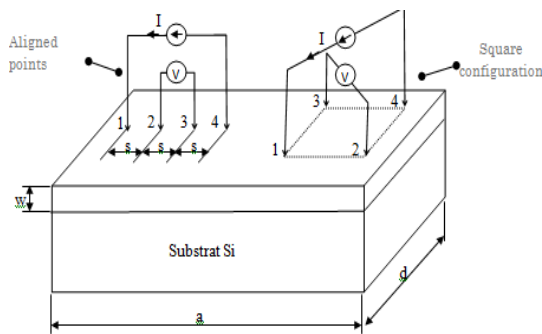 Aligned
points
I
V
1 2 3 4
s s s
I
V
3 4
1 2
Square
configuration
w
Substrat Si
a
d